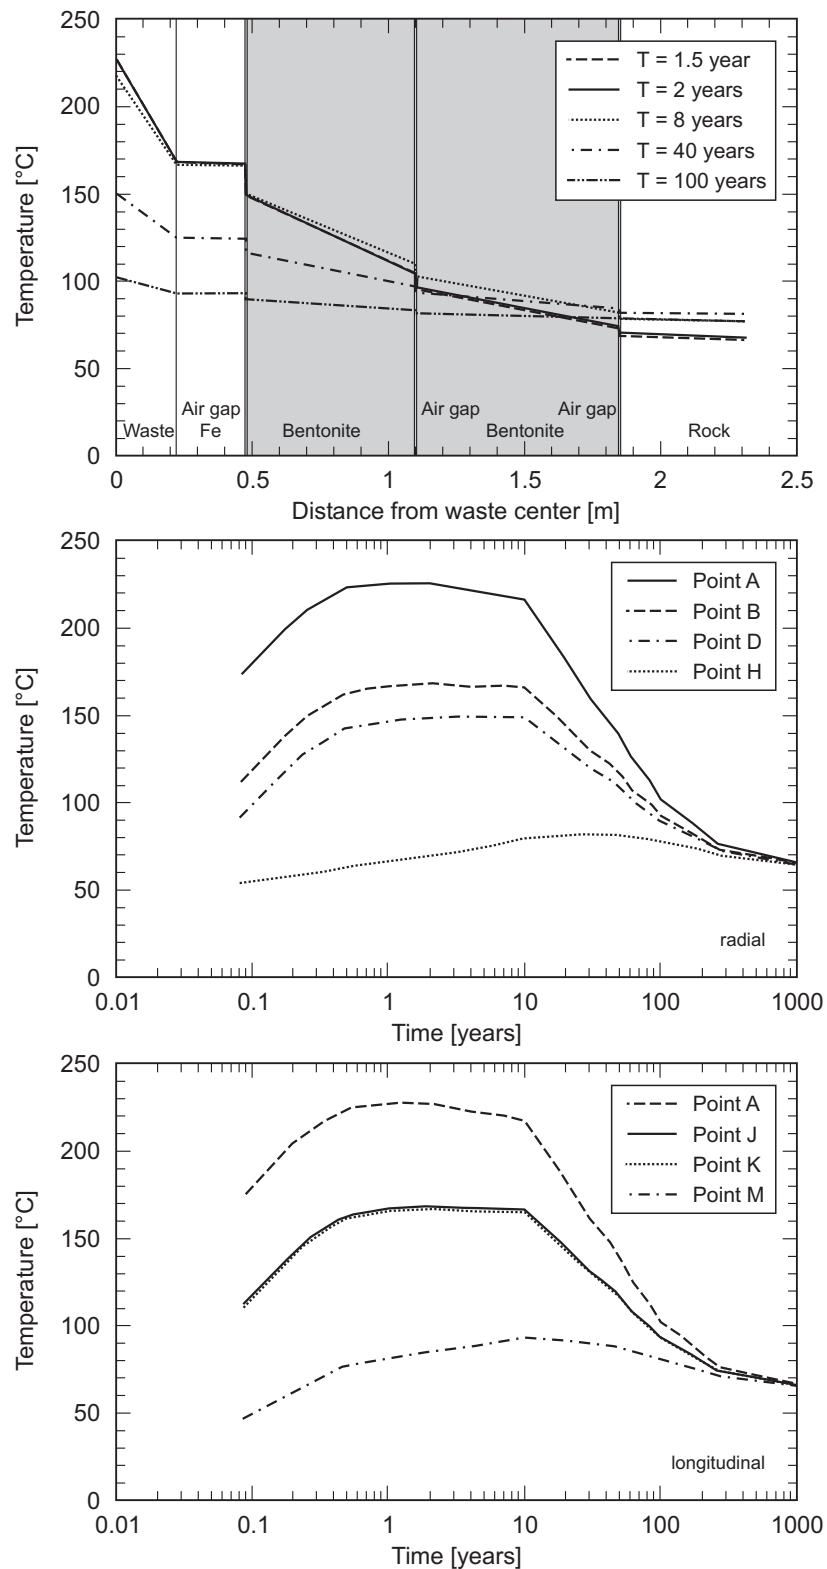 250
200
150
100
50
0
Temperature [°C]
T = 1.5 year
T = 2 years
T = 8 years
T = 40 years
T = 100 years
Air gap
Air gap
Air gap
Waste
Fe
Bentonite
Bentonite
Rock
0
0.5
1
1.5
2
2.5
Distance from waste center [m]
250
200
150
100
50
0
Temperature [°C]
Point A
Point B
Point D
Point H
radial
0.01
0.1
1
10
100
1000
Time [years]
250
200
150
100
50
0
Temperature [°C]
Point A
Point J
Point K
Point M
longitudinal
0.01
0.1
1
10
100
1000
Time [years]